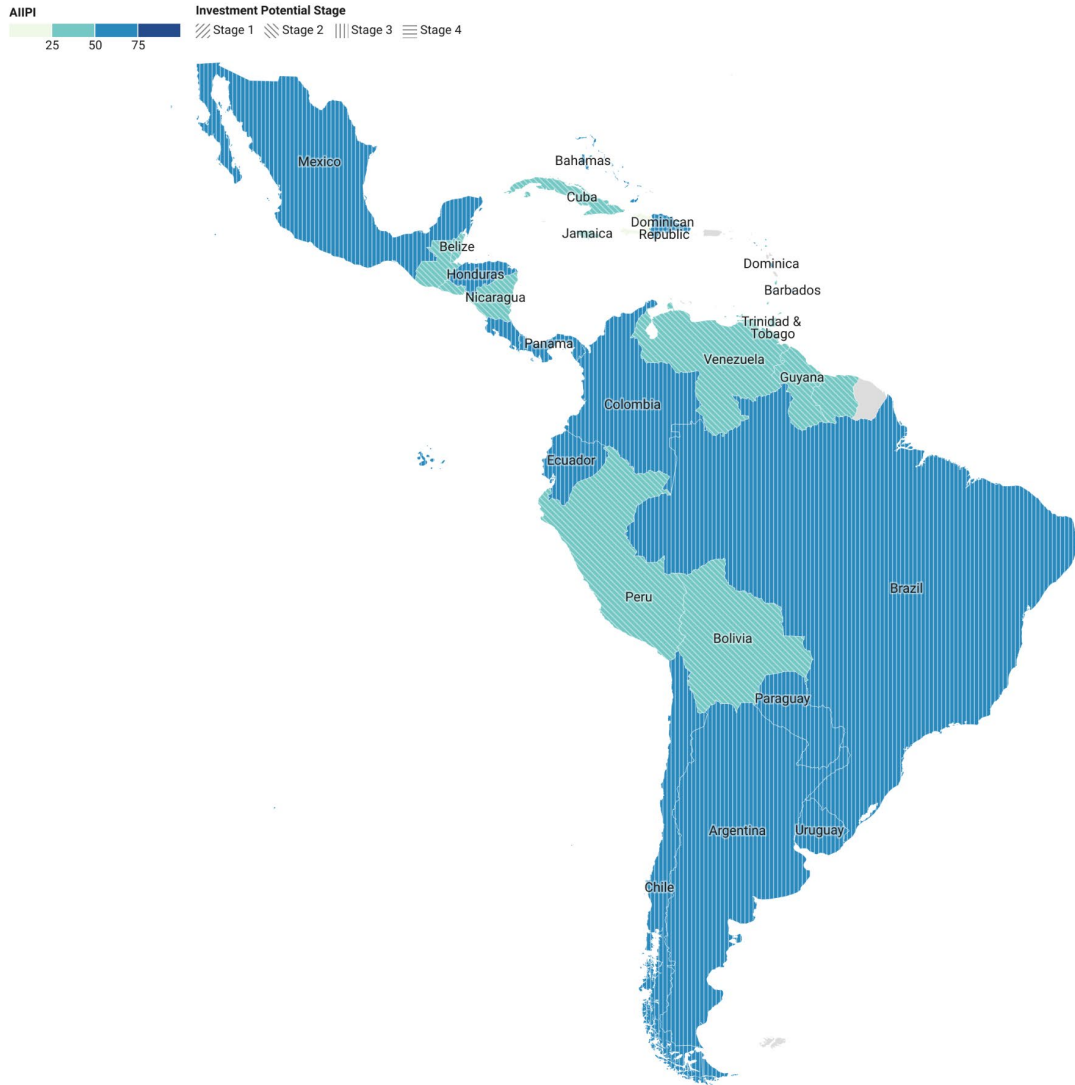 AIIPI
25 50 75
Investment Potential Stage
Stage 1 Stage 2 Stage 3 Stage 4
Mexico
Bahamas
Cuba
Jamaica
Dominican
Republic
Belize
Honduras
Nicaragua
Dominica
Barbados
Trinidad &
Tobago
Panama
Venezuela
Guyana
Colombia
Ecuador
Brazil
Peru
Bolivia
Paraguay
Argentina
Uruguay
Chile